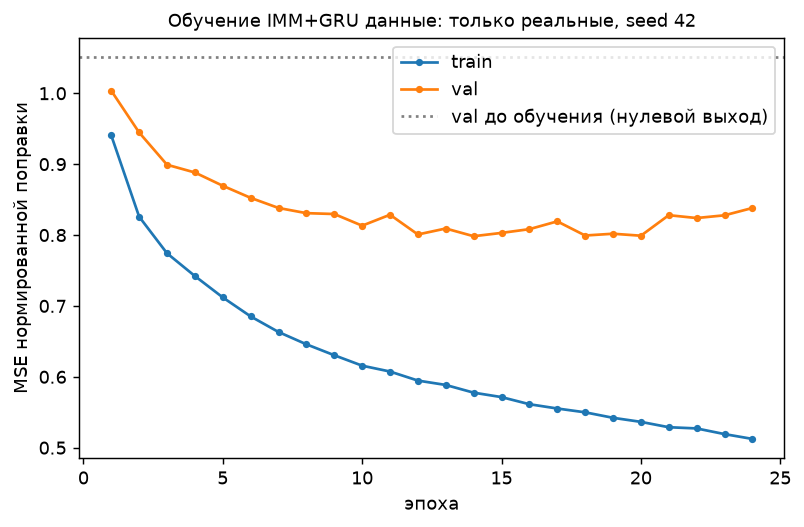 Обучение IMM+GRU данные: только реальные, seed 42
train
val
val до обучения (нулевой выход)
MSE нормированной поправки
1.0
0.9
0.8
0.7
0.6
0.5
0 5 10 15 20 25
эпоха